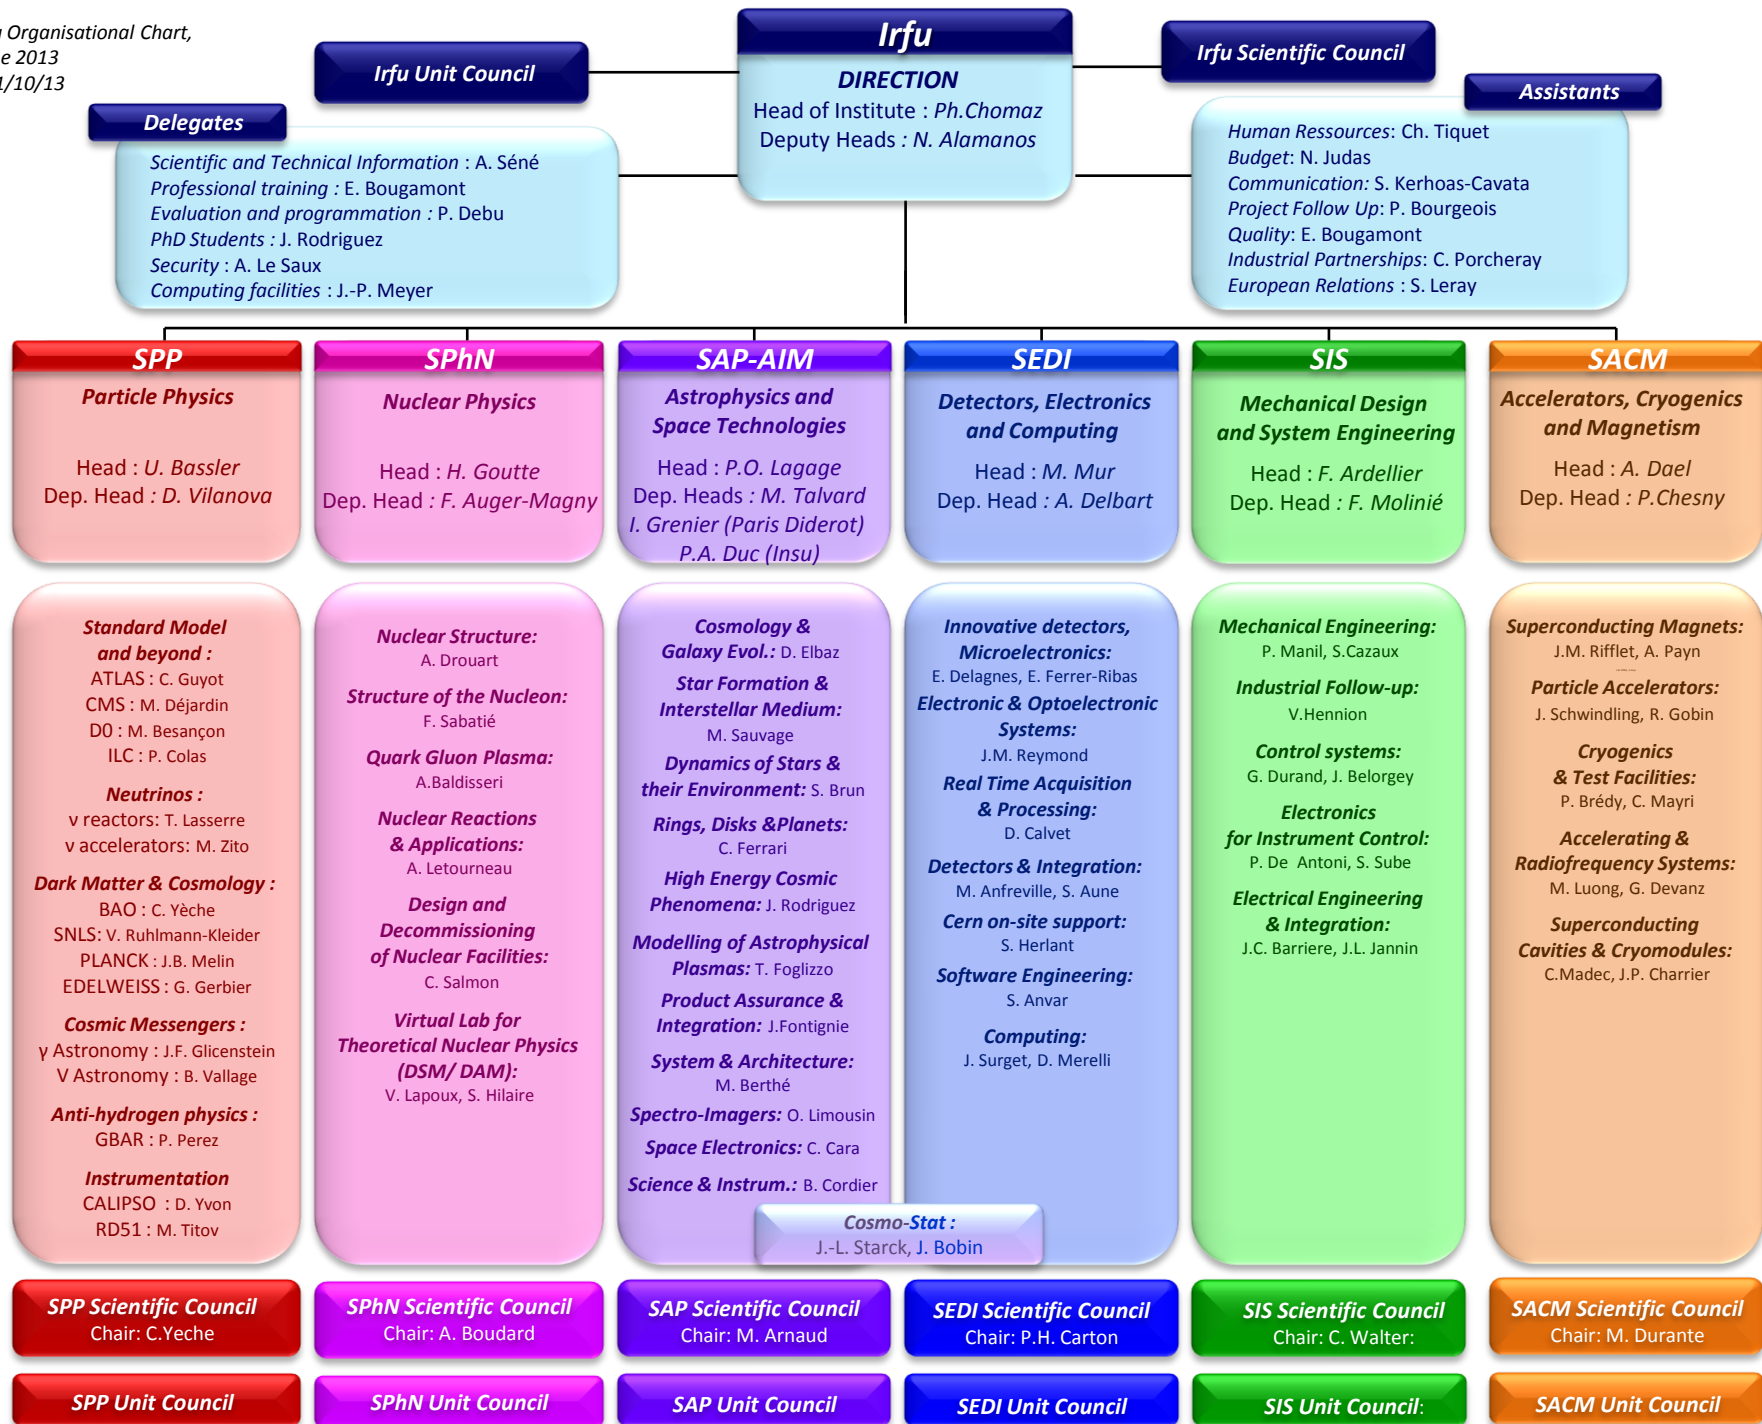 Organisational Chart,
e 2013
1/10/13
Irfu Unit Council
Irfu
DIRECTION
Head of Institute : Ph.Chomaz
Deputy Heads : N. Alamanos
Irfu Scientific Council
Delegates
Scientific and Technical Information : A. Séné
Professional training : E. Bougamont
Evaluation and programmation : P. Debu
PhD Students : J. Rodriguez
Security : A. Le Saux
Computing facilities : J.-P. Meyer
Assistants
Human Ressources: Ch. Tiquet
Budget: N. Judas
Communication: S. Kerhoas-Cavata
Project Follow Up: P. Bourgeois
Quality: E. Bougamont
Industrial Partnerships: C. Porcheray
European Relations : S. Leray
SPP
Particle Physics
Head : U. Bassler
Dep. Head : D. Vilanova
SPhN
Nuclear Physics
Head : H. Goutte
Dep. Head : F. Auger-Magny
SAP-AIM
Astrophysics and
Space Technologies
Head : P.O. Lagage
Dep. Heads : M. Talvard
I. Grenier (Paris Diderot)
P.A. Duc (Insu)
SEDI
Detectors, Electronics
and Computing
Head : M. Mur
Dep. Head : A. Delbart
SIS
Mechanical Design
and System Engineering
Head : F. Ardellier
Dep. Head : F. Molinié
SACM
Accelerators, Cryogenics
and Magnetism
Head : A. Dael
Dep. Head : P.Chesny
Standard Model
and beyond :
ATLAS : C. Guyot
CMS : M. Déjardin
D0 : M. Besançon
ILC : P. Colas
Neutrinos :
ν reactors: T. Lasserre
ν accelerators: M. Zito
Dark Matter & Cosmology :
BAO : C. Yèche
SNLS: V. Ruhlmann-Kleider
PLANCK : J.B. Melin
EDELWEISS : G. Gerbier
Cosmic Messengers :
γ Astronomy : J.F. Glicenstein
V Astronomy : B. Vallage
Anti-hydrogen physics :
GBAR : P. Perez
Instrumentation
CALIPSO : D. Yvon
RD51 : M. Titov
Nuclear Structure:
A. Drouart
Structure of the Nucleon:
F. Sabatié
Quark Gluon Plasma:
A.Baldisseri
Nuclear Reactions
& Applications:
A. Letourneau
Design and
Decommissioning
of Nuclear Facilities:
C. Salmon
Virtual Lab for
Theoretical Nuclear Physics
(DSM/ DAM):
V. Lapoux, S. Hilaire
Cosmology &
Galaxy Evol.: D. Elbaz
Star Formation &
Interstellar Medium:
M. Sauvage
Dynamics of Stars &
their Environment: S. Brun
Rings, Disks &Planets:
C. Ferrari
High Energy Cosmic
Phenomena: J. Rodriguez
Modelling of Astrophysical
Plasmas: T. Foglizzo
Product Assurance &
Integration: J.Fontignie
System & Architecture:
M. Berthé
Spectro-Imagers: O. Limousin
Space Electronics: C. Cara
Science & Instrum.: B. Cordier
Innovative detectors,
Microelectronics:
E. Delagnes, E. Ferrer-Ribas
Electronic & Optoelectronic
Systems:
J.M. Reymond
Real Time Acquisition
& Processing:
D. Calvet
Detectors & Integration:
M. Anfreville, S. Aune
Cern on-site support:
S. Herlant
Software Engineering:
S. Anvar
Computing:
J. Surget, D. Merelli
Cosmo-Stat :
J.-L. Starck, J. Bobin
Mechanical Engineering:
P. Manil, S.Cazaux
Industrial Follow-up:
V.Hennion
Control systems:
G. Durand, J. Belorgey
Electronics
for Instrument Control:
P. De Antoni, S. Sube
Electrical Engineering
& Integration:
J.C. Barriere, J.L. Jannin
Superconducting Magnets:
J.M. Rifflet, A. Payn
Particle Accelerators:
J. Schwindling, R. Gobin
Cryogenics
& Test Facilities:
P. Brédy, C. Mayri
Accelerating &
Radiofrequency Systems:
M. Luong, G. Devanz
Superconducting
Cavities & Cryomodules:
C.Madec, J.P. Charrier
SPP Scientific Council
Chair: C.Yeche
SPhN Scientific Council
Chair: A. Boudard
SAP Scientific Council
Chair: M. Arnaud
SEDI Scientific Council
Chair: P.H. Carton
SIS Scientific Council
Chair: C. Walter:
SACM Scientific Council
Chair: M. Durante
SPP Unit Council
SPhN Unit Council
SAP Unit Council
SEDI Unit Council
SIS Unit Council:
SACM Unit Council